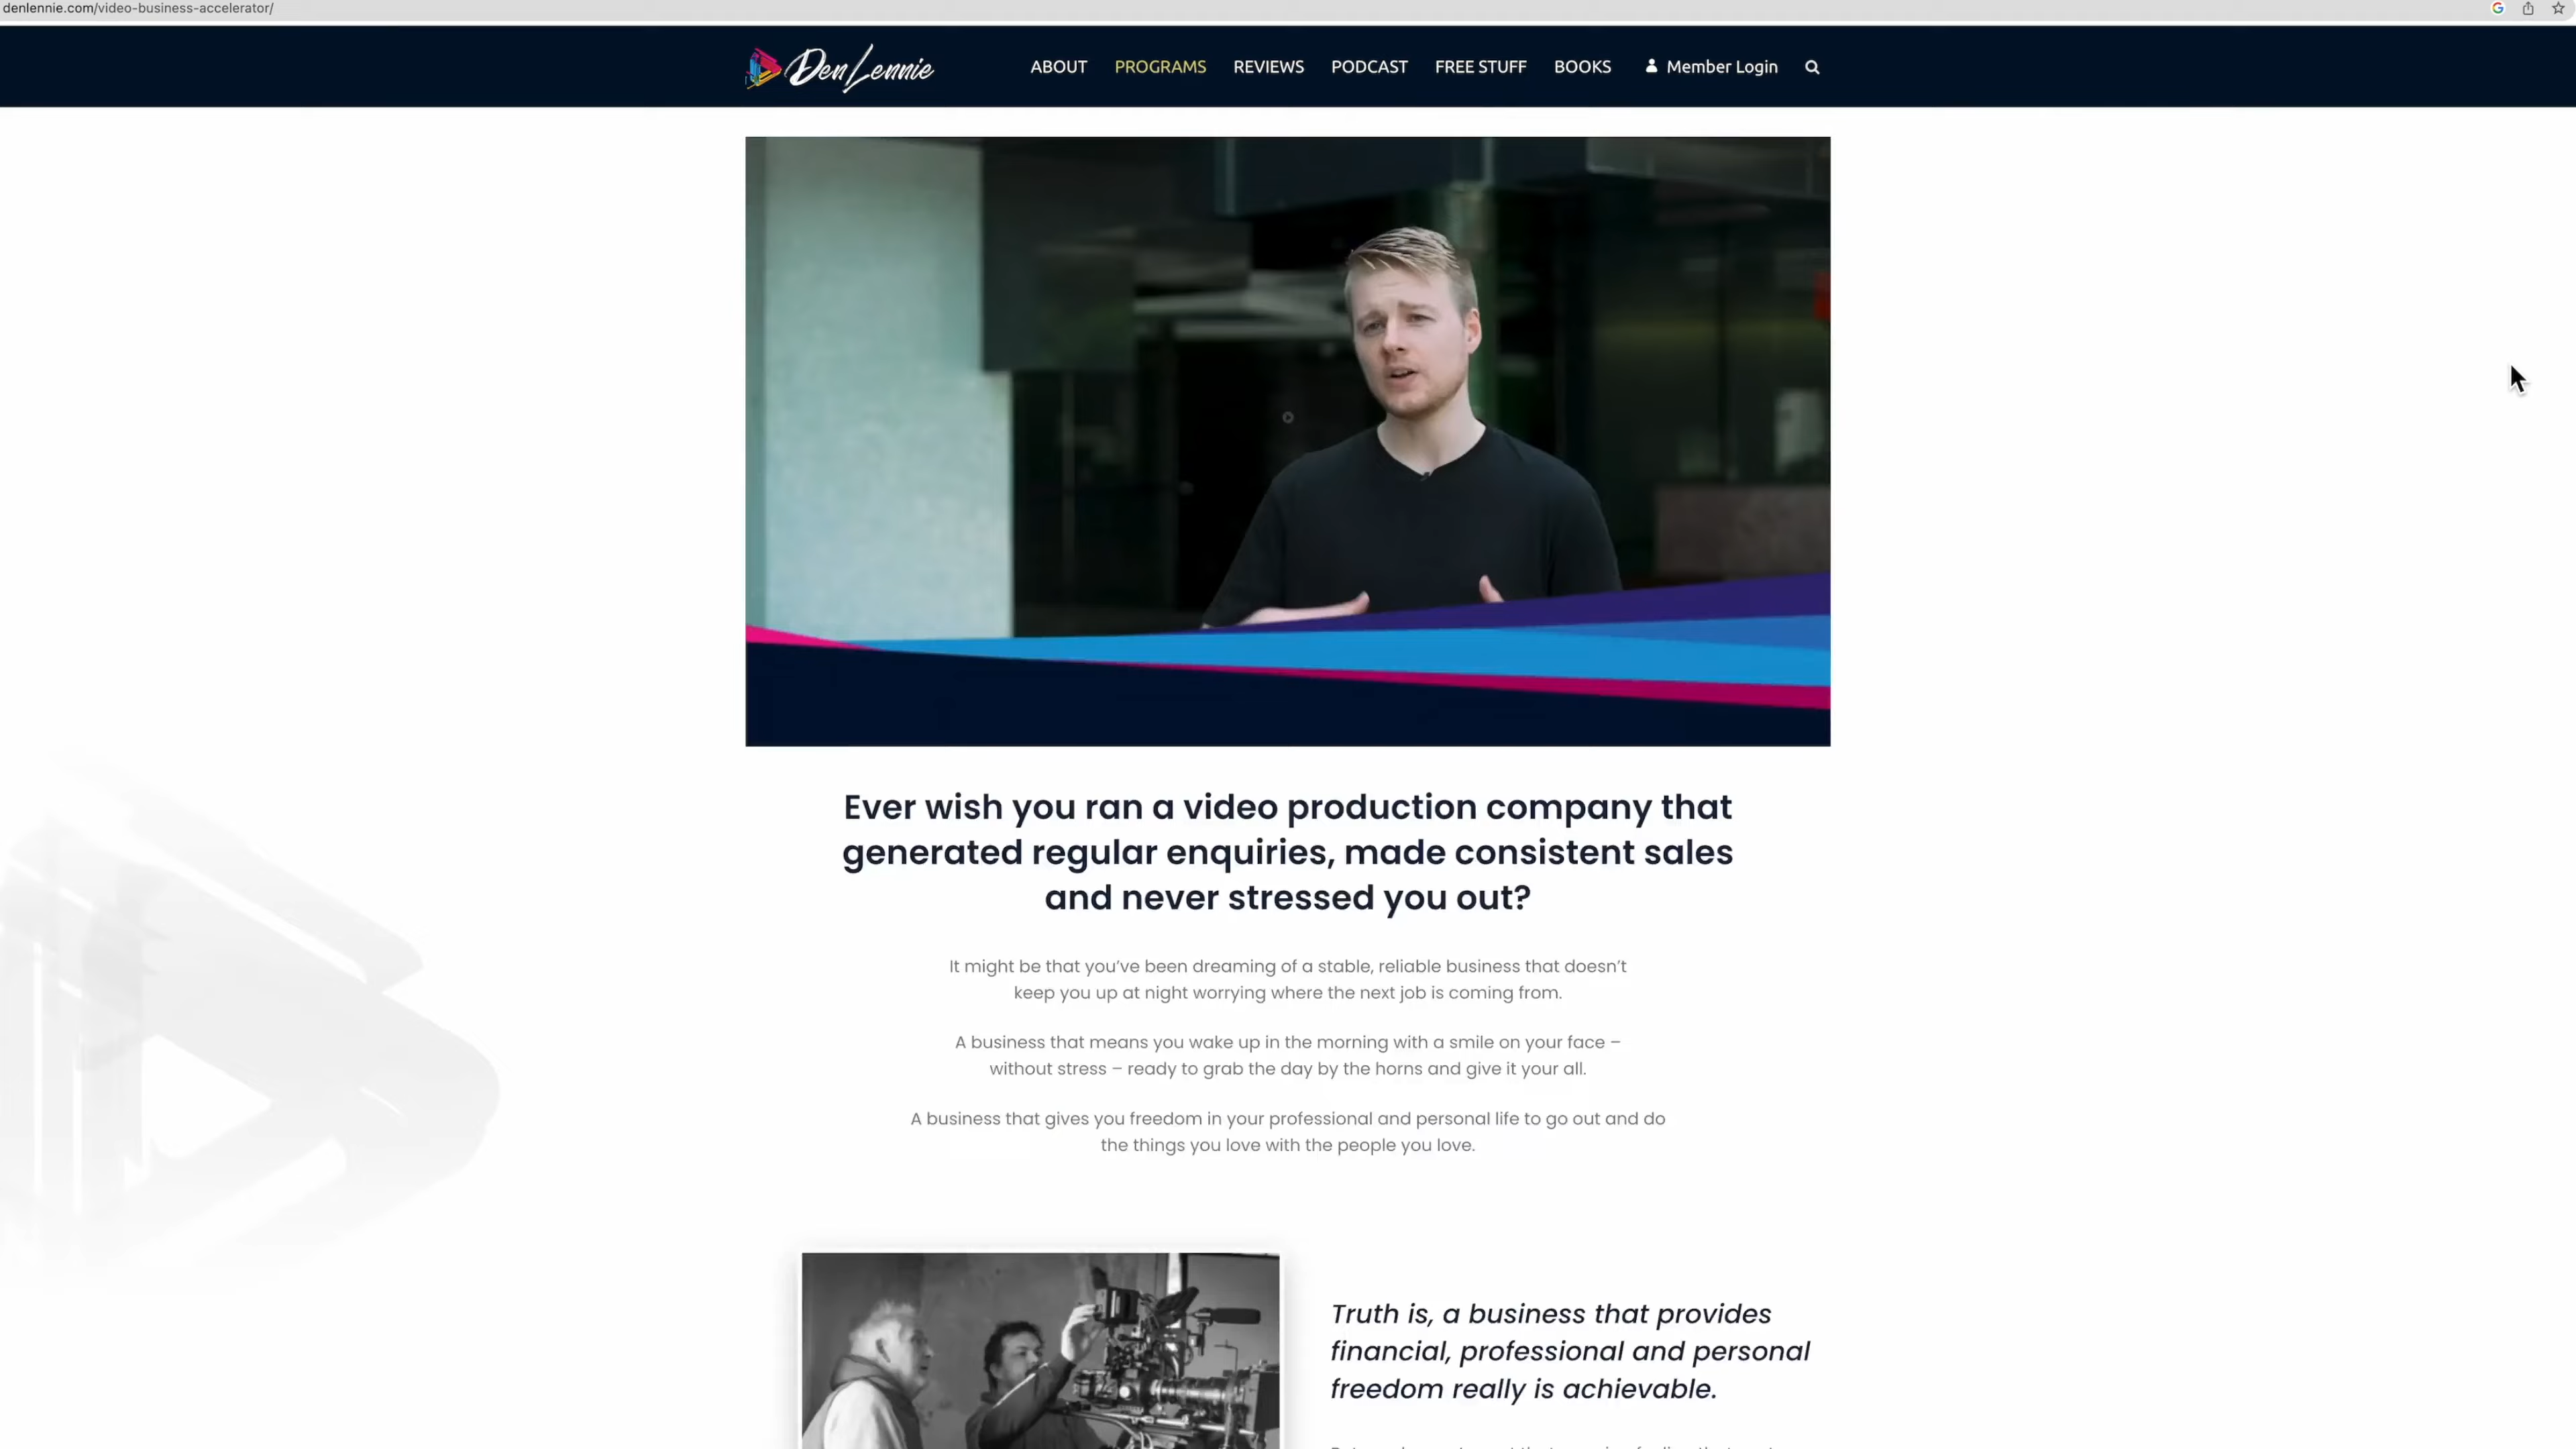 denlennie.com/video-business-accelerator/
Den Lennie
ABOUT PROGRAMS REVIEWS PODCAST FREE STUFF BOOKS Member Login
Ever wish you ran a video production company that
generated regular enquiries, made consistent sales
and never stressed you out?
It might be that you’ve been dreaming of a stable, reliable business that doesn’t
keep you up at night worrying where the next job is coming from.
A business that means you wake up in the morning with a smile on your face –
without stress – ready to grab the day by the horns and give it your all.
A business that gives you freedom in your professional and personal life to go out and do
the things you love with the people you love.
Truth is, a business that provides
financial, professional and personal
freedom really is achievable.